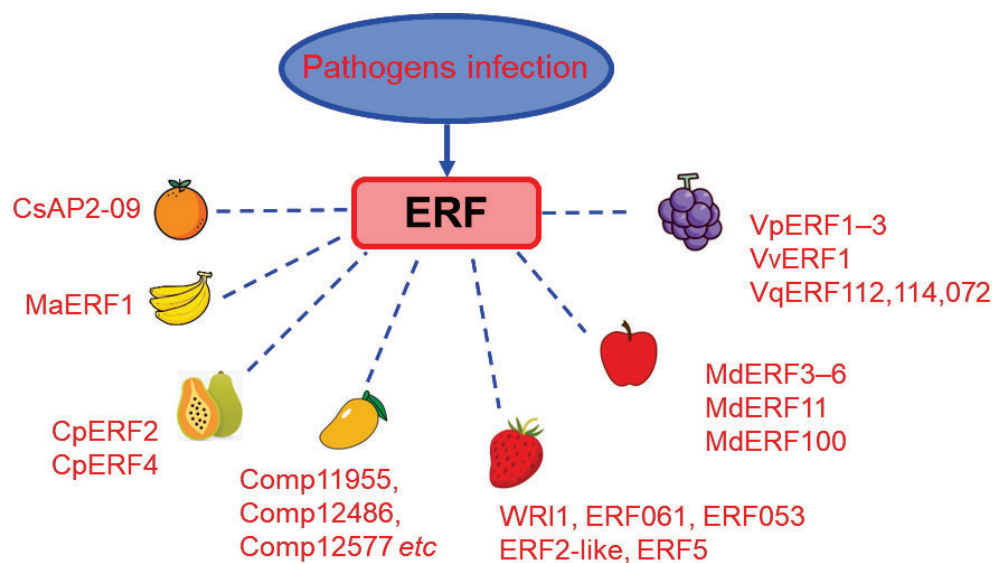 Pathogens infection
ERF
CsAP2-09
MaERF1
CpERF2
CpERF4
Comp11955,
Comp12486,
Comp12577 etc
WRI1, ERF061, ERF053
ERF2-like, ERF5
MdERF3–6
MdERF11
MdERF100
VpERF1–3
VvERF1
VqERF112,114,072